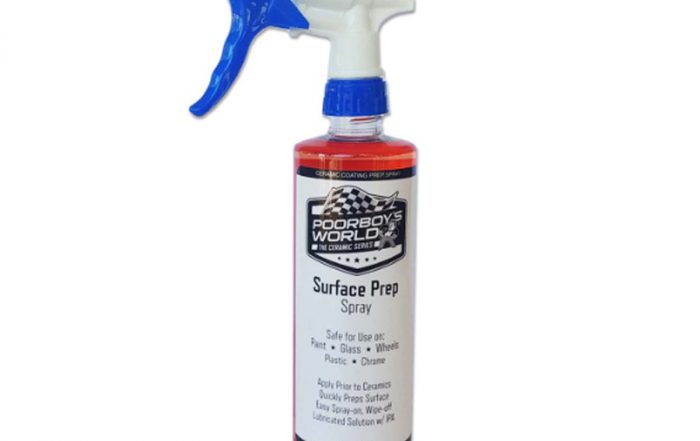 CERAMIC COATING PREP SPRAY
POORBOY'S
WORLD
THE CERAMIC SERIES
Surface Prep
Spray
Safe for Use on:
Paint ★ Glass ★ Wheels
Plastic ★ Chrome
Apply Prior to Ceramics
Quickly Preps Surface
Easy Spray-on, Wipe-off
Lubricated Solution w/ IPA